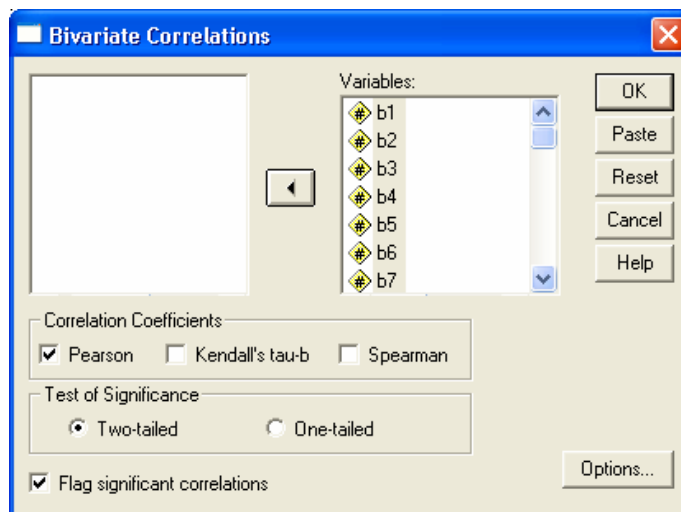 Bivariate Correlations
Variables:
# b1
# b2
# b3
# b4
# b5
# b6
# b7
OK
Paste
Reset
Cancel
Help
Correlation Coefficients
Pearson Kendall's tau-b Spearman
Test of Significance
Two-tailed One-tailed
Flag significant correlations
Options...